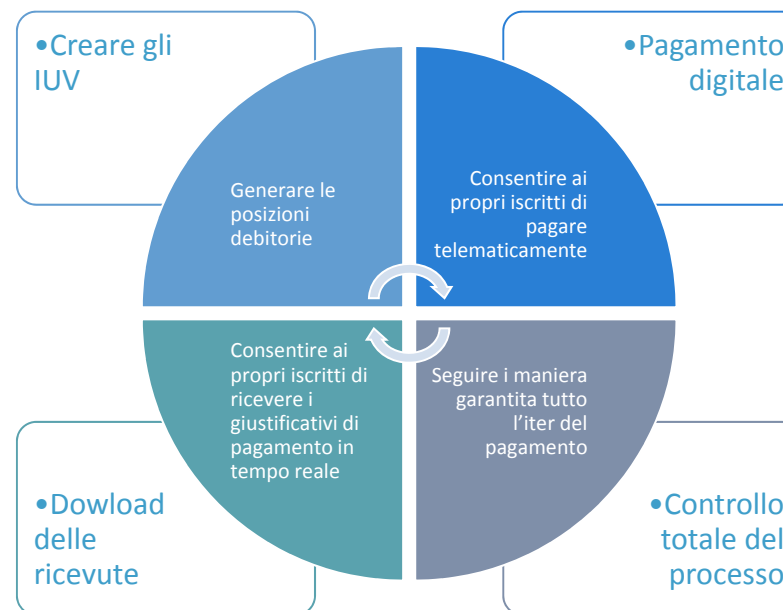 •Creare gli
IUV
•Pagamento
digitale
Generare le
posizioni
debitorie
Consentire ai
propri iscritti di
pagare
telematicamente
Consentire ai
propri iscritti di
ricevere i
giustificativi di
pagamento in
tempo reale
Seguire i maniera
garantita tutto
l'iter del
pagamento
•Dowload
delle
ricevute
•Controllo
totale del
processo